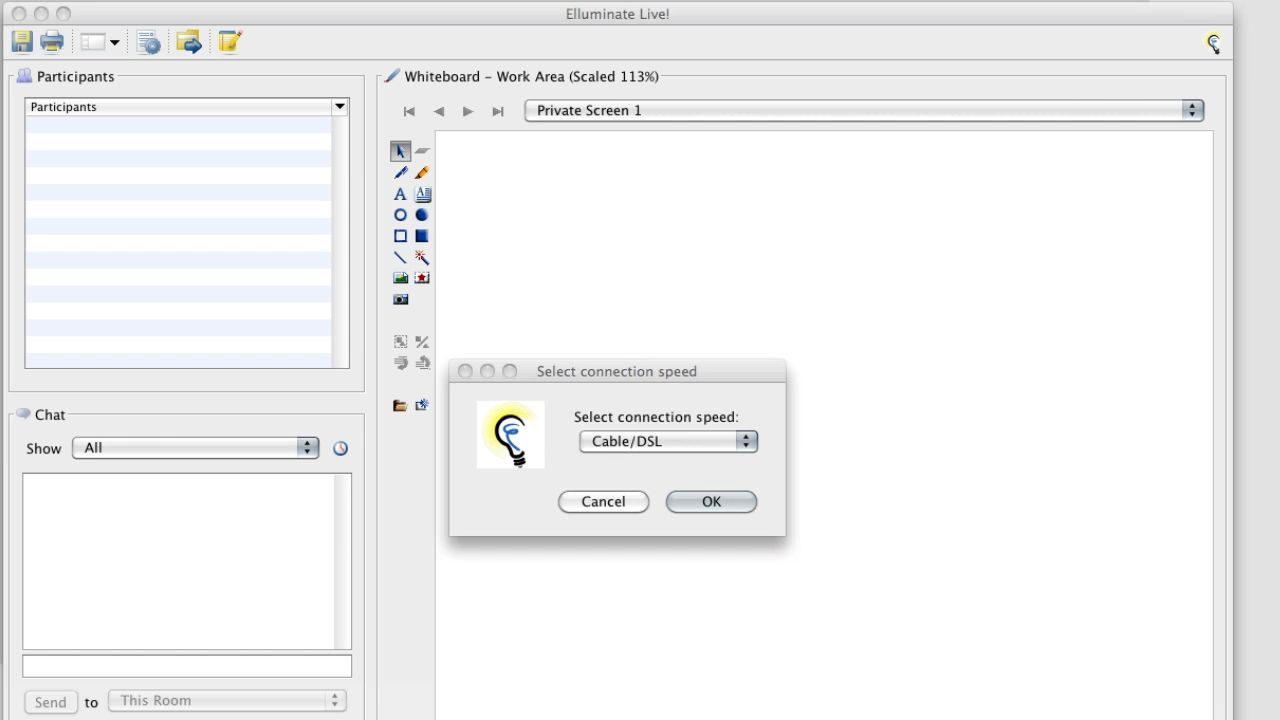 Elluminate Live!
Participants
Participants
Whiteboard – Work Area (Scaled 113%)
Private Screen 1
A
A
Select connection speed
Select connection speed:
Cable/DSL
Cancel
OK
Chat
Show
All
Send
to
This Room